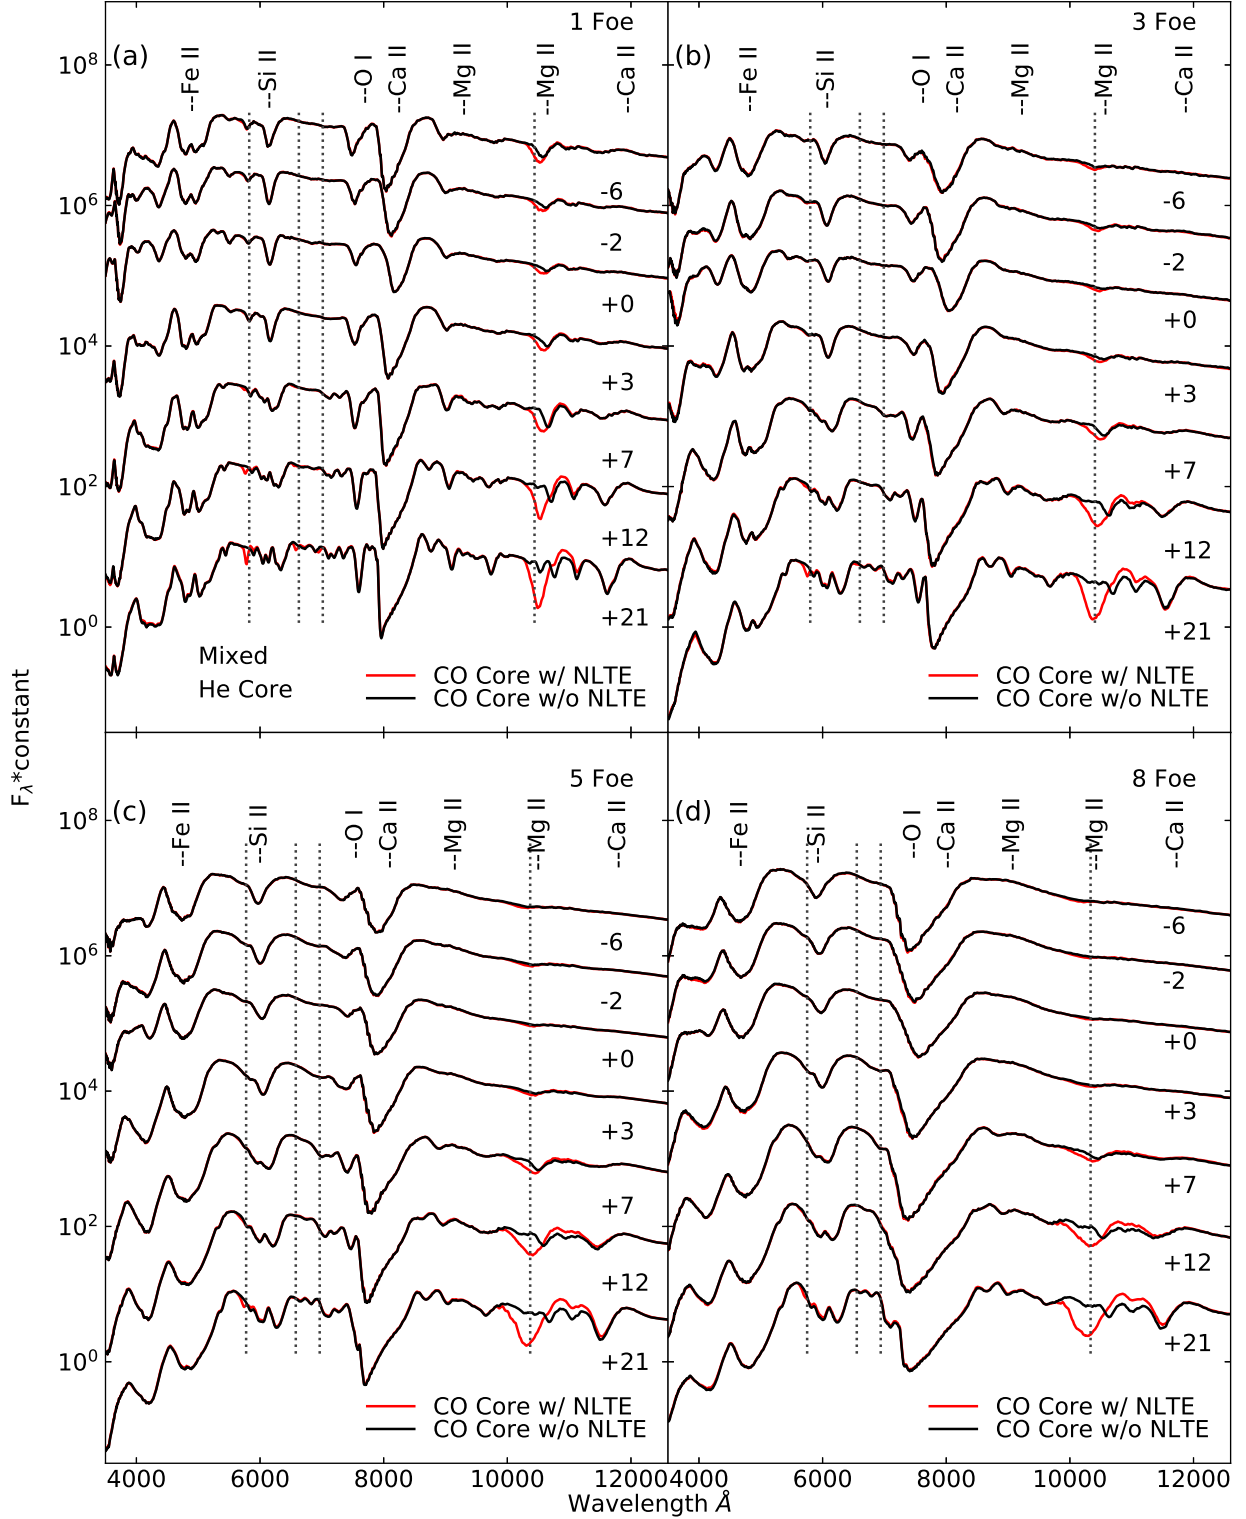 (a)
1 Foe
--Fe II
--Si II
--O I
--Ca II
--Mg II
--Mg II
--Ca II
10^8
10^6
10^4
10^2
10^0
-6
-2
+0
+3
+7
+12
+21
Mixed
He Core
CO Core w/ NLTE
CO Core w/o NLTE
(b)
3 Foe
--Fe II
--Si II
--O I
--Ca II
--Mg II
--Mg II
--Ca II
-6
-2
+0
+3
+7
+12
+21
CO Core w/ NLTE
CO Core w/o NLTE
F_λ*constant
(c)
5 Foe
--Fe II
--Si II
--O I
--Ca II
--Mg II
--Mg II
--Ca II
10^8
10^6
10^4
10^2
10^0
-6
-2
+0
+3
+7
+12
+21
CO Core w/ NLTE
CO Core w/o NLTE
4000 6000 8000 10000 12000
(d)
8 Foe
--Fe II
--Si II
--O I
--Ca II
--Mg II
--Mg II
--Ca II
-6
-2
+0
+3
+7
+12
+21
CO Core w/ NLTE
CO Core w/o NLTE
4000 6000 8000 10000 12000
Wavelength Å